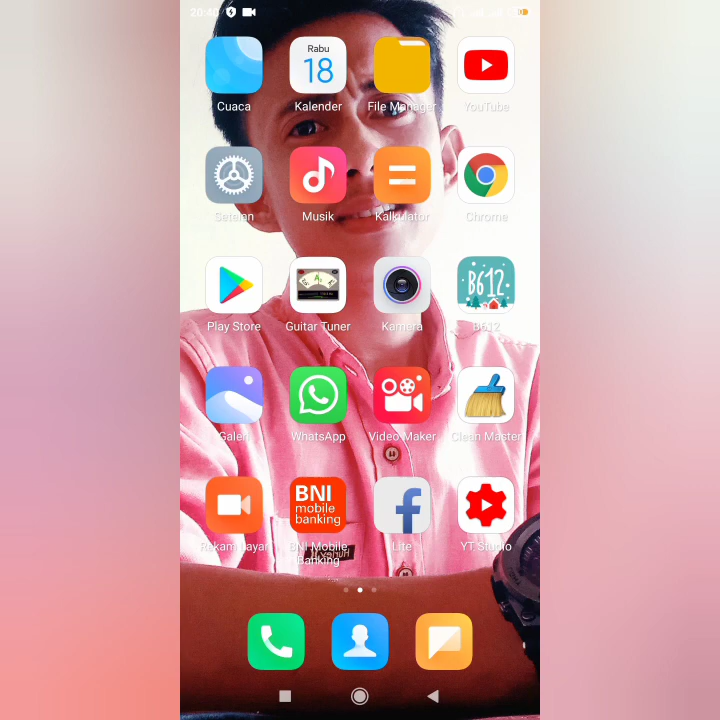 20:40
Rabu
18
Cuaca
Kalender
File Manager
YouTube
Setelan
Musik
Kalkulator
Chrome
B612
Play Store
Guitar Tuner
Kamera
B612
Galeri
WhatsApp
Video Maker
Clean Master
BNI
mobile
banking
Rekam Layar
BNI Mobile
Banking
Lite
YT Studio